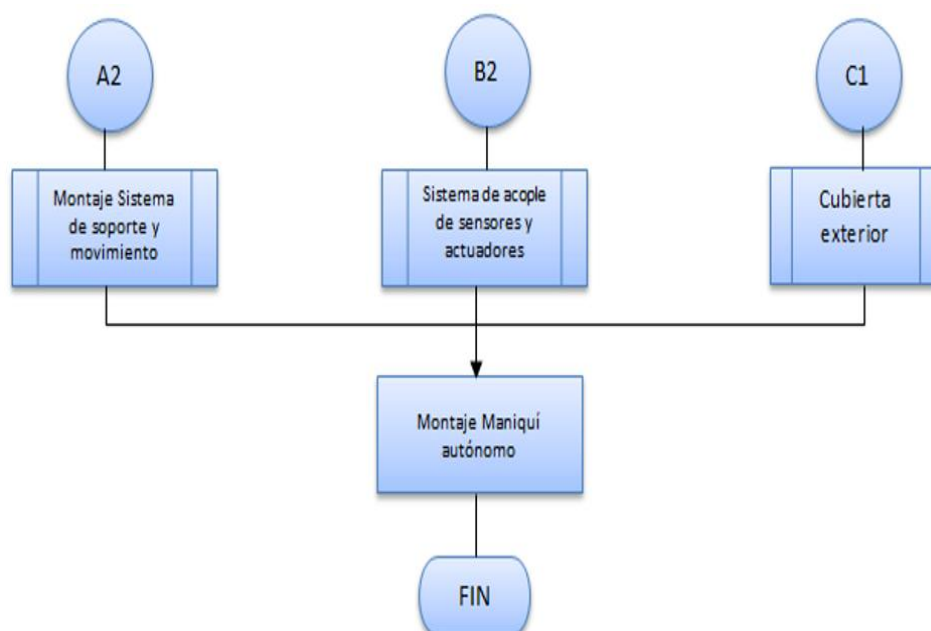 A2
B2
C1
Montaje Sistema
de soporte y
movimiento
Sistema de acople
de sensores y
actuadores
Cubierta
exterior
Montaje Maniquí
autónomo
FIN